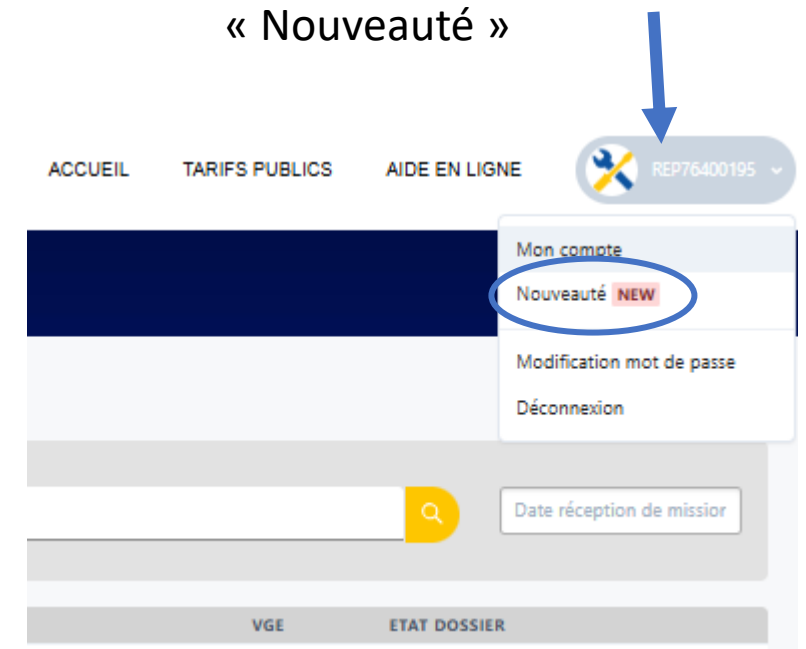 « Nouveauté »
ACCUEIL TARIFS PUBLICS AIDE EN LIGNE REP76400195
Mon compte
Nouveauté NEW
Modification mot de passe
Déconnexion
Date réception de missior
VGE ETAT DOSSIER